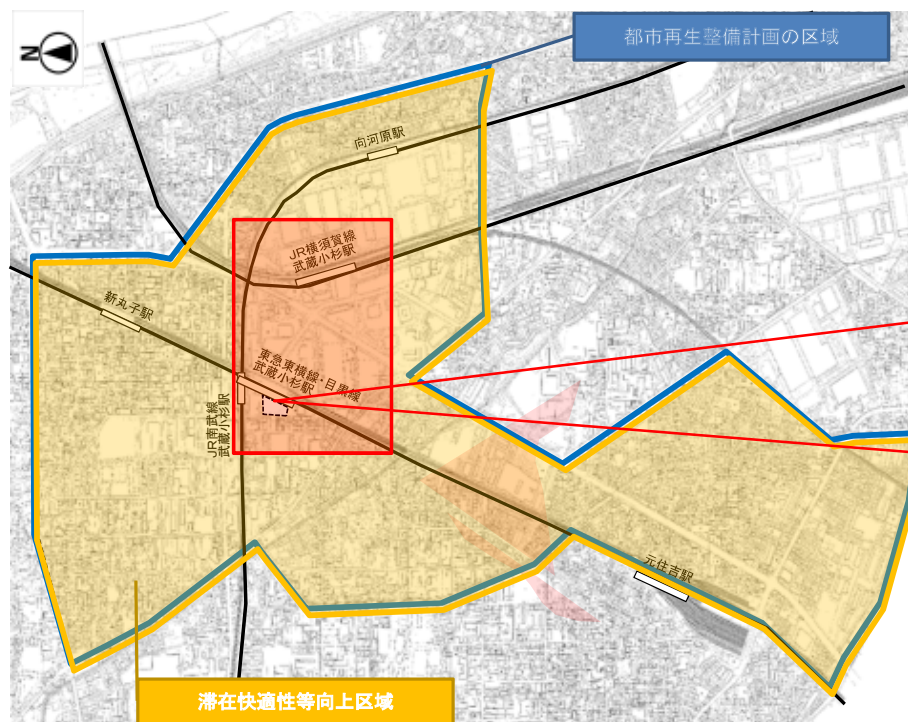 都市再生整備計画の区域
N
向河原駅
JR横須賀線
武蔵小杉駅
新丸子駅
東急東横線・目黒線
武蔵小杉駅
JR南武線
武蔵小杉駅
元住吉駅
滞在快適性等向上区域